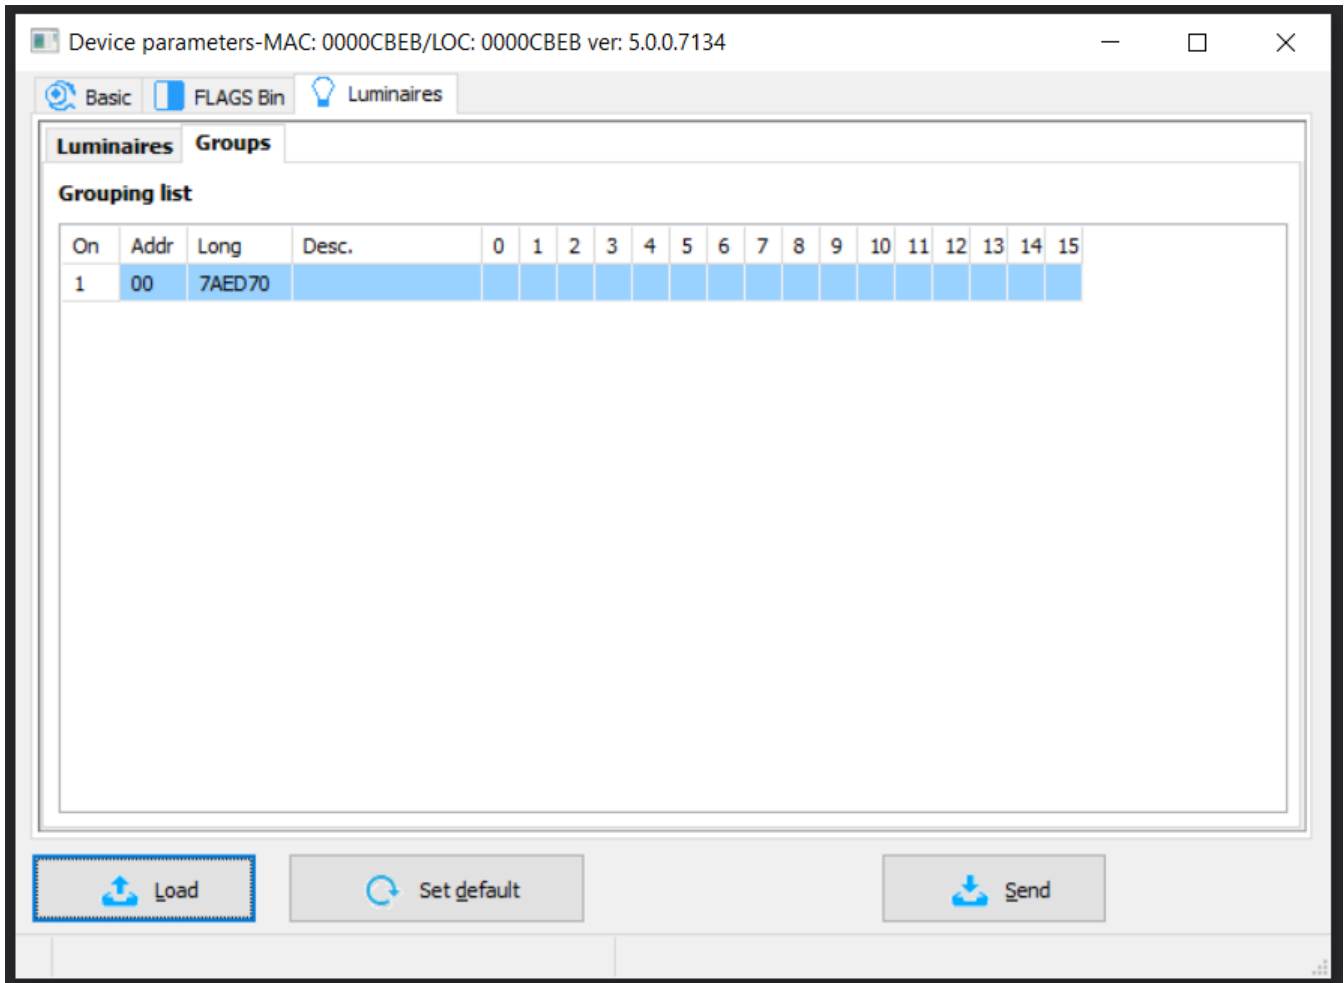 Device parameters-MAC: 0000CBEB/LOC: 0000CBEB ver: 5.0.0.7134
Basic FLAGS Bin Luminaires
Luminaires Groups
Grouping list
On Addr Long Desc. 0 1 2 3 4 5 6 7 8 9 10 11 12 13 14 15
1 00 7AED70
Load Set default Send